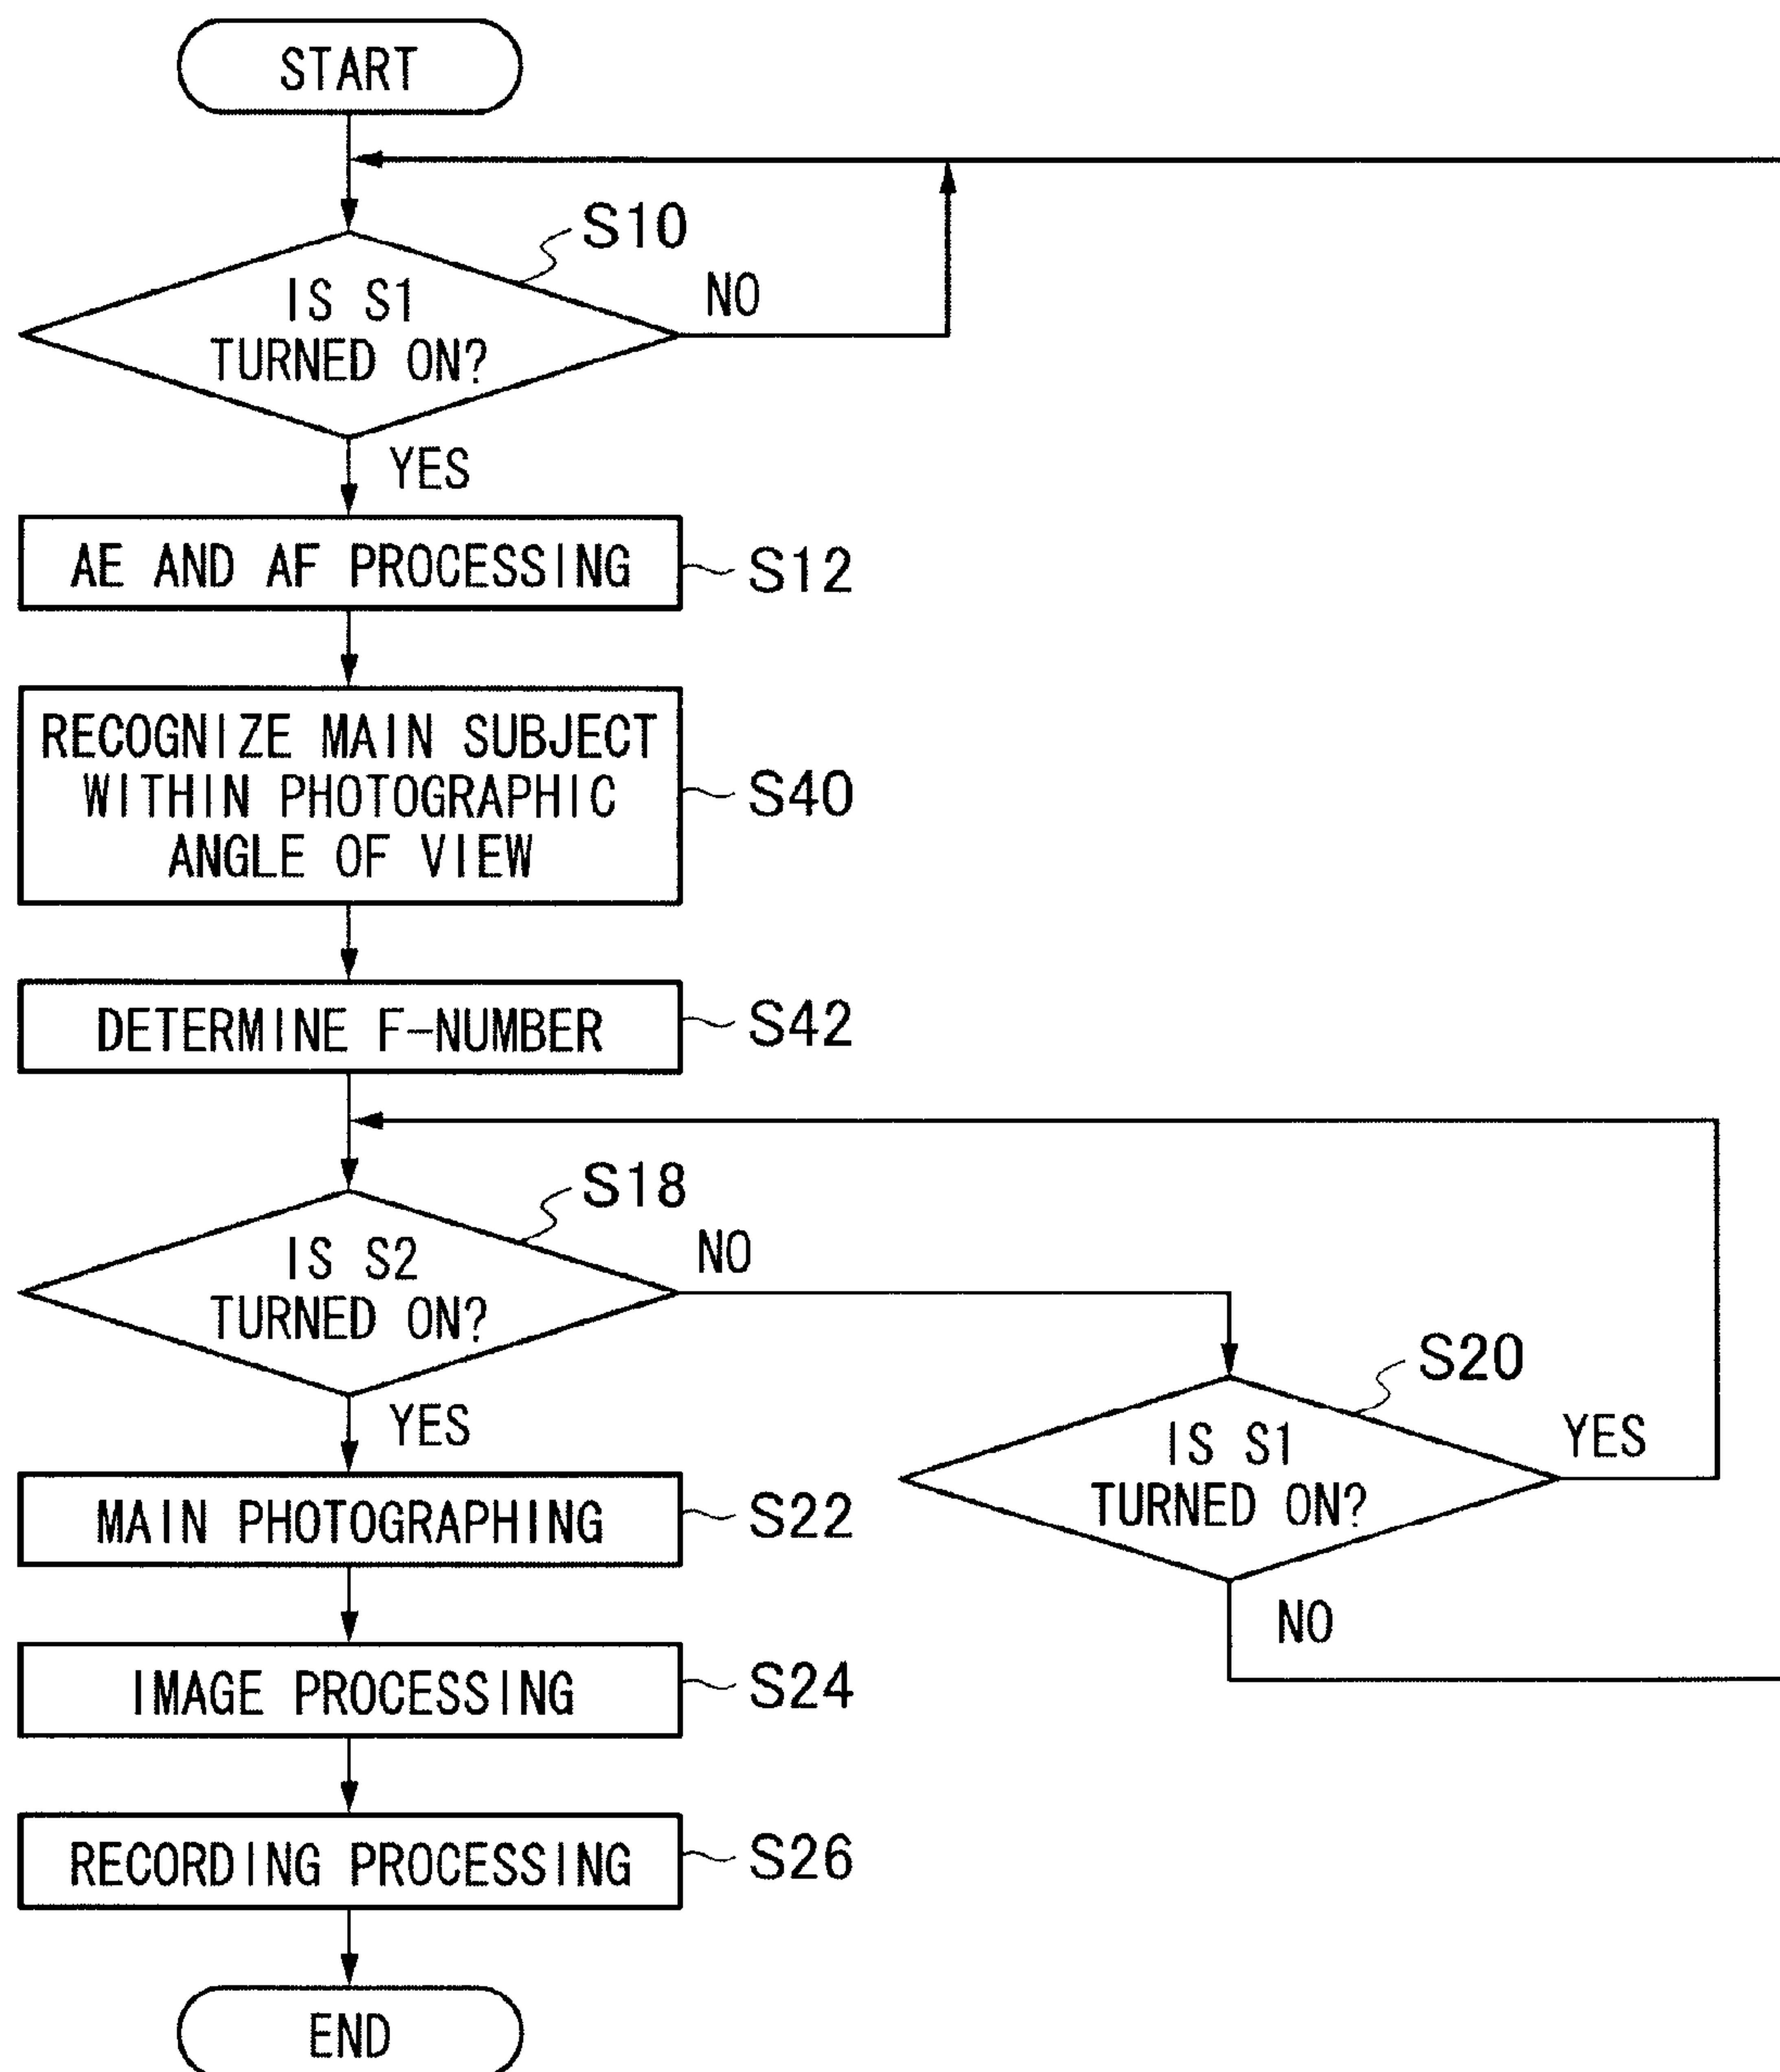 START
S10
IS S1
TURNED ON?
NO
YES
AE AND AF PROCESSING
S12
RECOGNIZE MAIN SUBJECT
WITHIN PHOTOGRAPHIC
ANGLE OF VIEW
S40
DETERMINE F-NUMBER
S42
S18
IS S2
TURNED ON?
NO
YES
S20
IS S1
TURNED ON?
YES
NO
MAIN PHOTOGRAPHING
S22
IMAGE PROCESSING
S24
RECORDING PROCESSING
S26
END